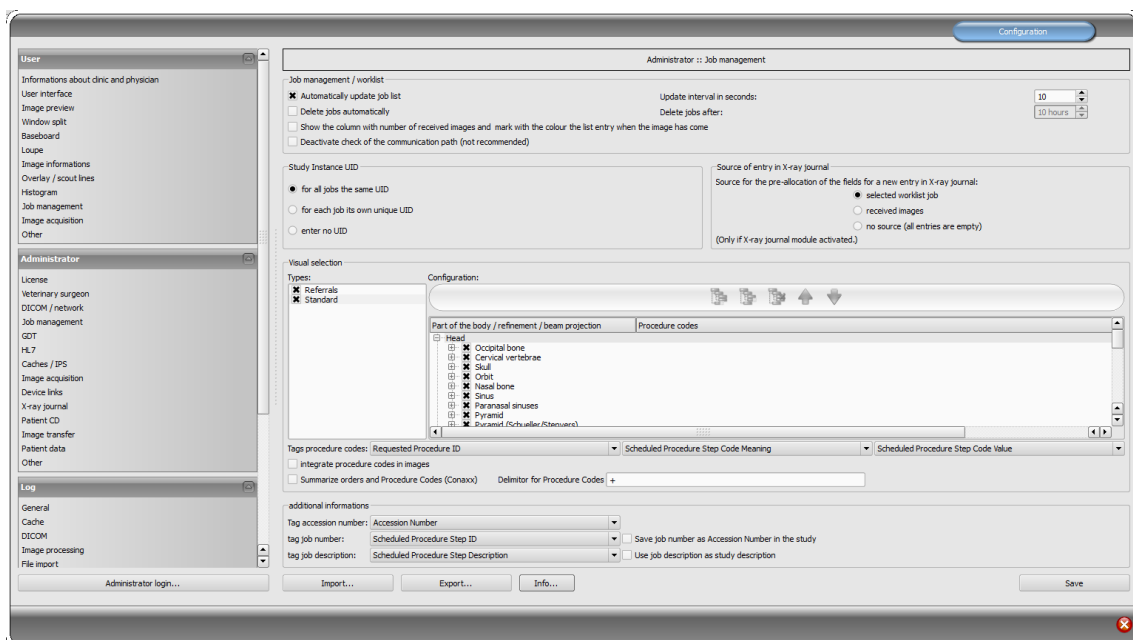 Configuration
User
Informations about clinic and physician
User interface
Image preview
Window split
Baseboard
Loupe
Image informations
Overlay / scout lines
Histogram
Job management
Image acquisition
Other
Administrator
License
Veterinary surgeon
DICOM / network
Job management
GDT
HL7
Caches / IPS
Image acquisition
Device links
X-ray journal
Patient CD
Image transfer
Patient data
Other
Log
General
Cache
DICOM
Image processing
File import
Administrator login...
Administrator :: Job management
Job management / worklist
Automatically update job list Update interval in seconds: 10
Delete jobs automatically Delete jobs after: 10 hours
Show the column with number of received images and mark with the colour the list entry when the image has come
Deactivate check of the communication path (not recommended)
Study Instance UID
for all jobs the same UID
for each job its own unique UID
enter no UID
Source of entry in X-ray journal
Source for the pre-allocation of the fields for a new entry in X-ray journal:
selected worklist job
received images
no source (all entries are empty)
(Only if X-ray journal module activated.)
Visual selection
Types: Configuration:
Referrals
Standard
Part of the body / refinement / beam projection Procedure codes
Head
Occipital bone
Cervical vertebrae
Skull
Orbit
Nasal bone
Sinus
Paranasal sinuses
Pyramid
Pyramid (Schueller/Stenvers)
Tags procedure codes: Requested Procedure ID Scheduled Procedure Step Code Meaning Scheduled Procedure Step Code Value
integrate procedure codes in images
Summarize orders and Procedure Codes (Conaxx) Delimitor for Procedure Codes +
additional informations
Tag accession number: Accession Number
tag job number: Scheduled Procedure Step ID Save job number as Accession Number in the study
tag job description: Scheduled Procedure Step Description Use job description as study description
Import... Export... Info... Save